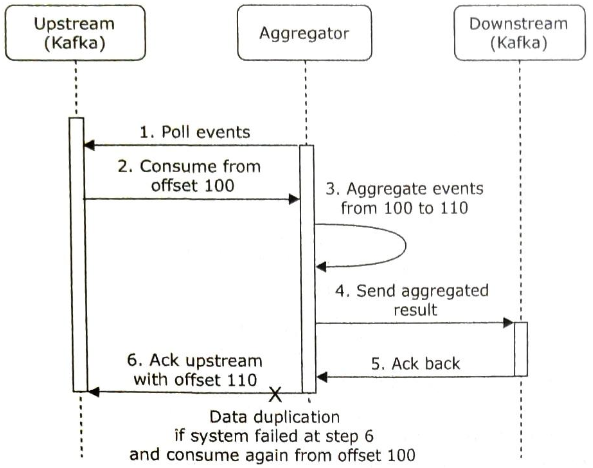 Upstream
(Kafka)
Aggregator
Downstream
(Kafka)
1. Poll events
2. Consume from
offset 100
3. Aggregate events
from 100 to 110
4. Send aggregated
result
6. Ack upstream
with offset 110
5. Ack back
X
Data duplication
if system failed at step 6
and consume again from offset 100